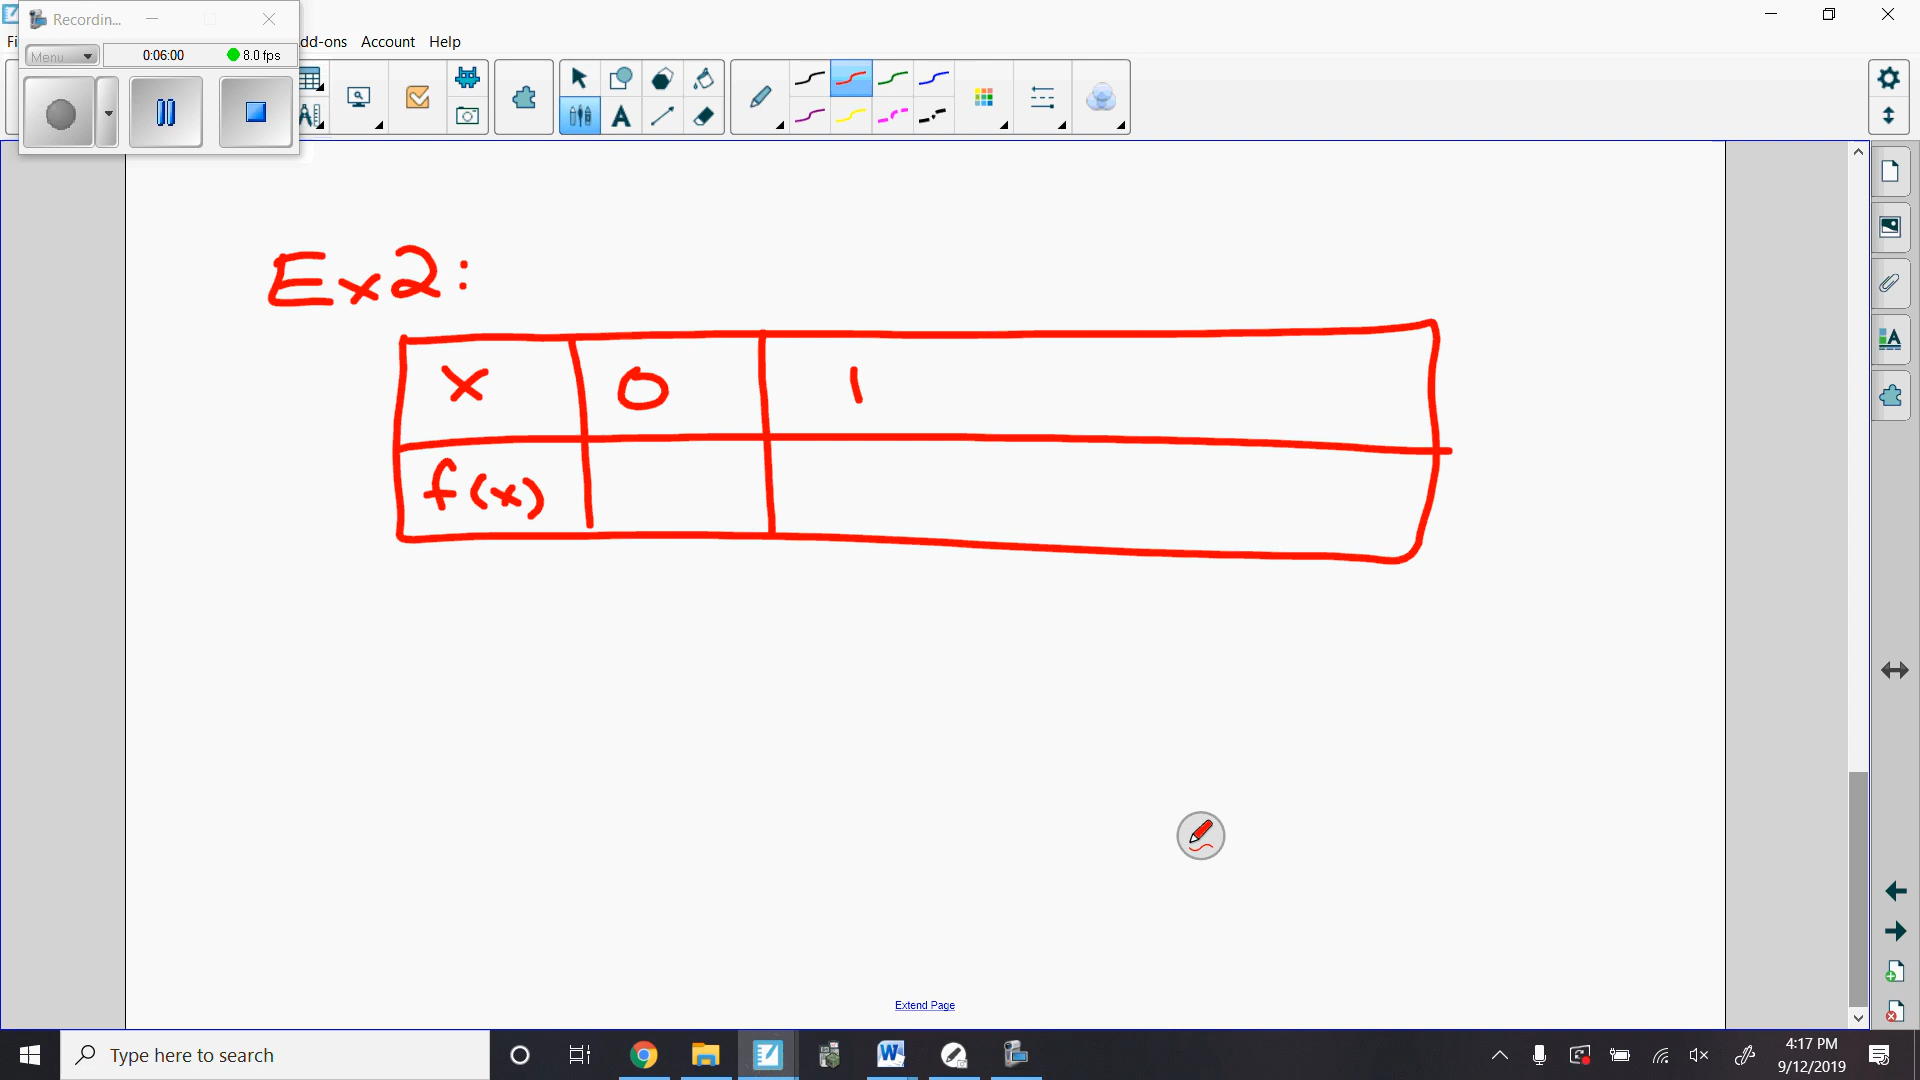 Recordin...
Fi
dd-ons Account Help
Menu 0:06:00 8.0 fps
Ex2:
x 0 1
f(x)
Extend Page
Type here to search
4:17 PM
9/12/2019